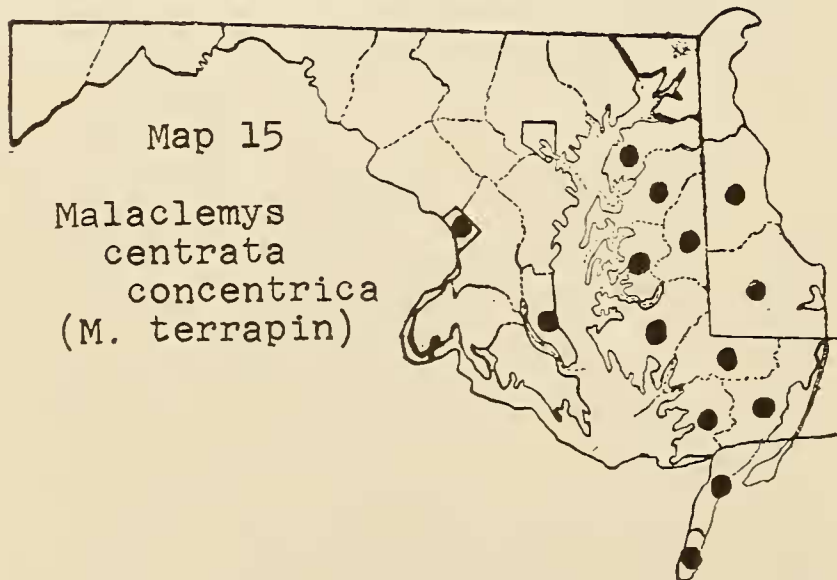 Map 15
Malaclemys
centrata
concentrica
(M. terrapin)